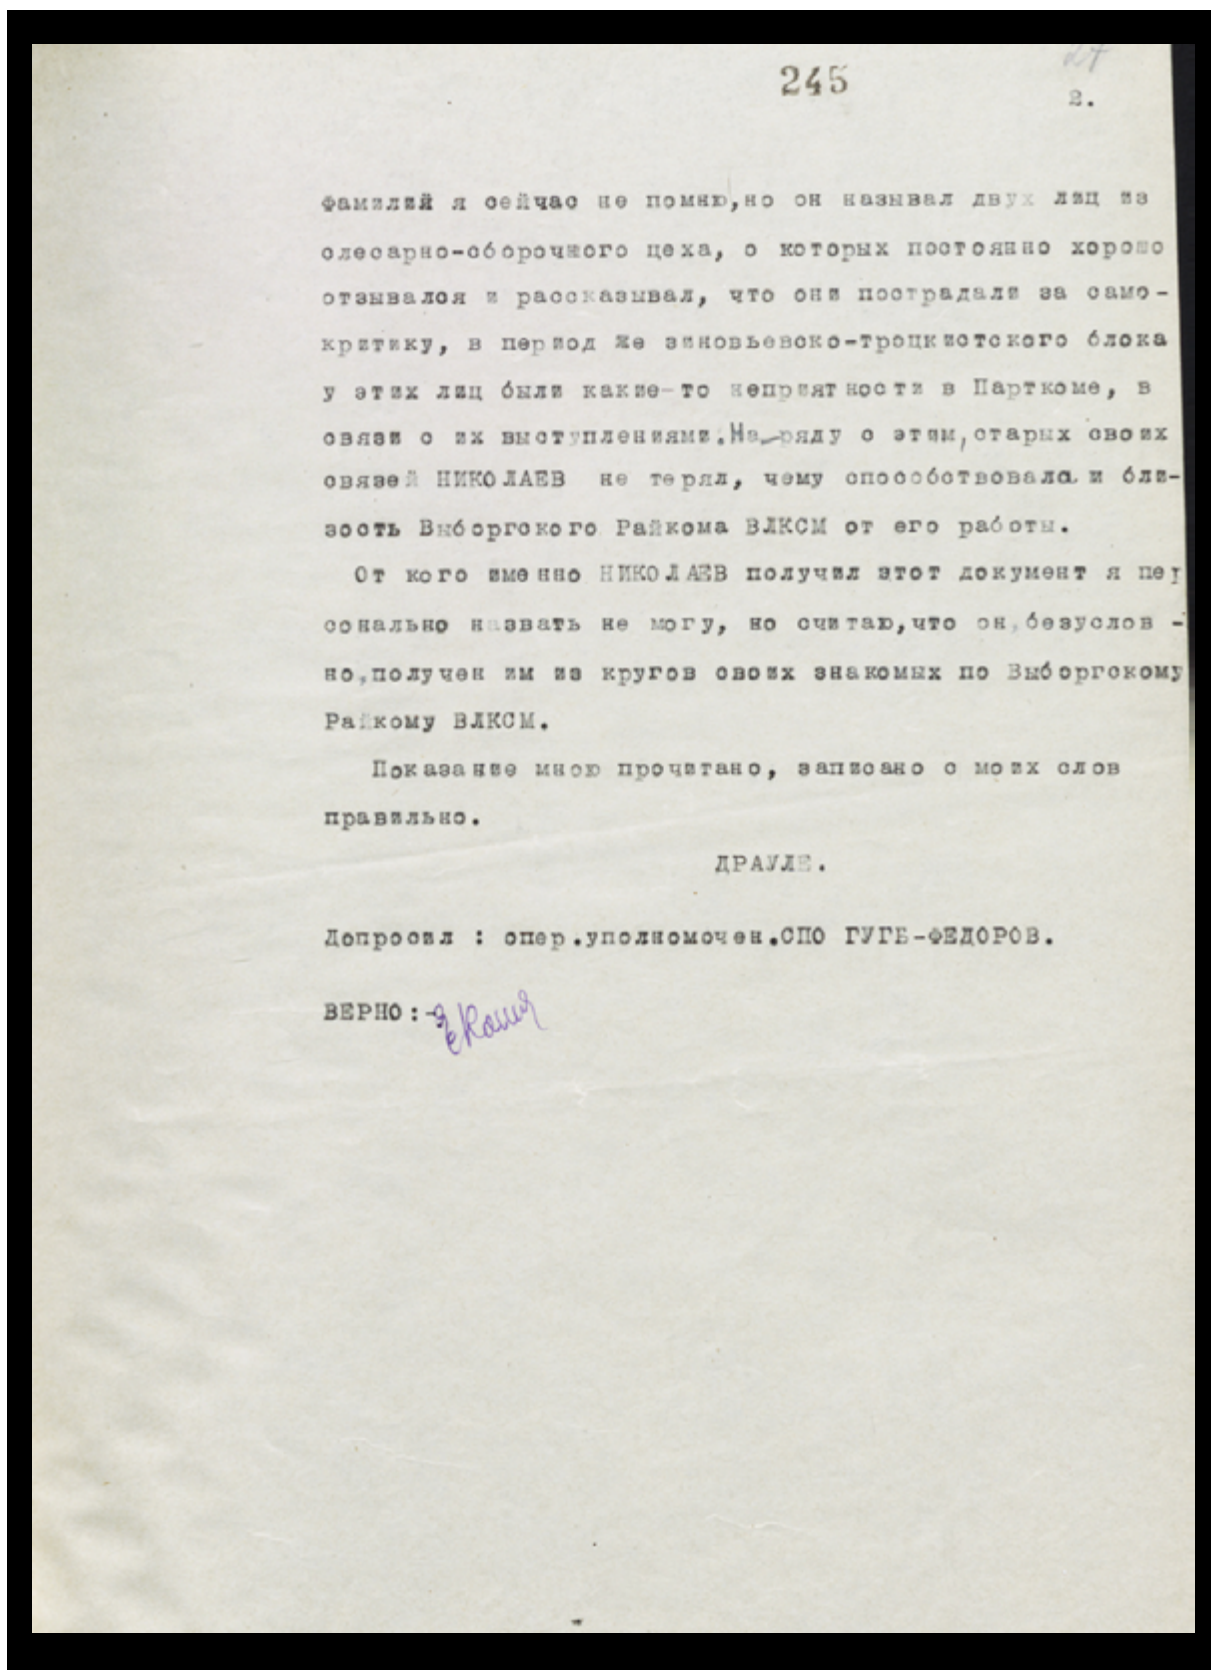 245
27
2.
фамилий я сейчас не помню,но он называл двух лиц из
слесарно-сборочного цеха, о которых постоянно хорошо
отзывался и рассказывал, что они пострадали за само-
критику, в период же зиновьевско-троцкистского блока
у этих лиц были какие-то неприятности в Парткоме, в
связи с их выступлениями.На-ряду с этим,старых своих
связей НИКОЛАЕВ не терял, чему способствовала и бли-
зость Выборгского Райкома ВЛКСМ от его работы.
От кого именно НИКОЛАЕВ получил этот документ я пер
сонально назвать не могу, но считаю,что он,безуслов -
но,получен им из кругов своих знакомых по Выборгскому
Райкому ВЛКСМ.
Показание мною прочитано, записано с моих слов
правильно.
ДРАУЛЕ.
Допросил : опер.уполномочен.СПО ГУГБ-ФЕДОРОВ.
ВЕРНО:-